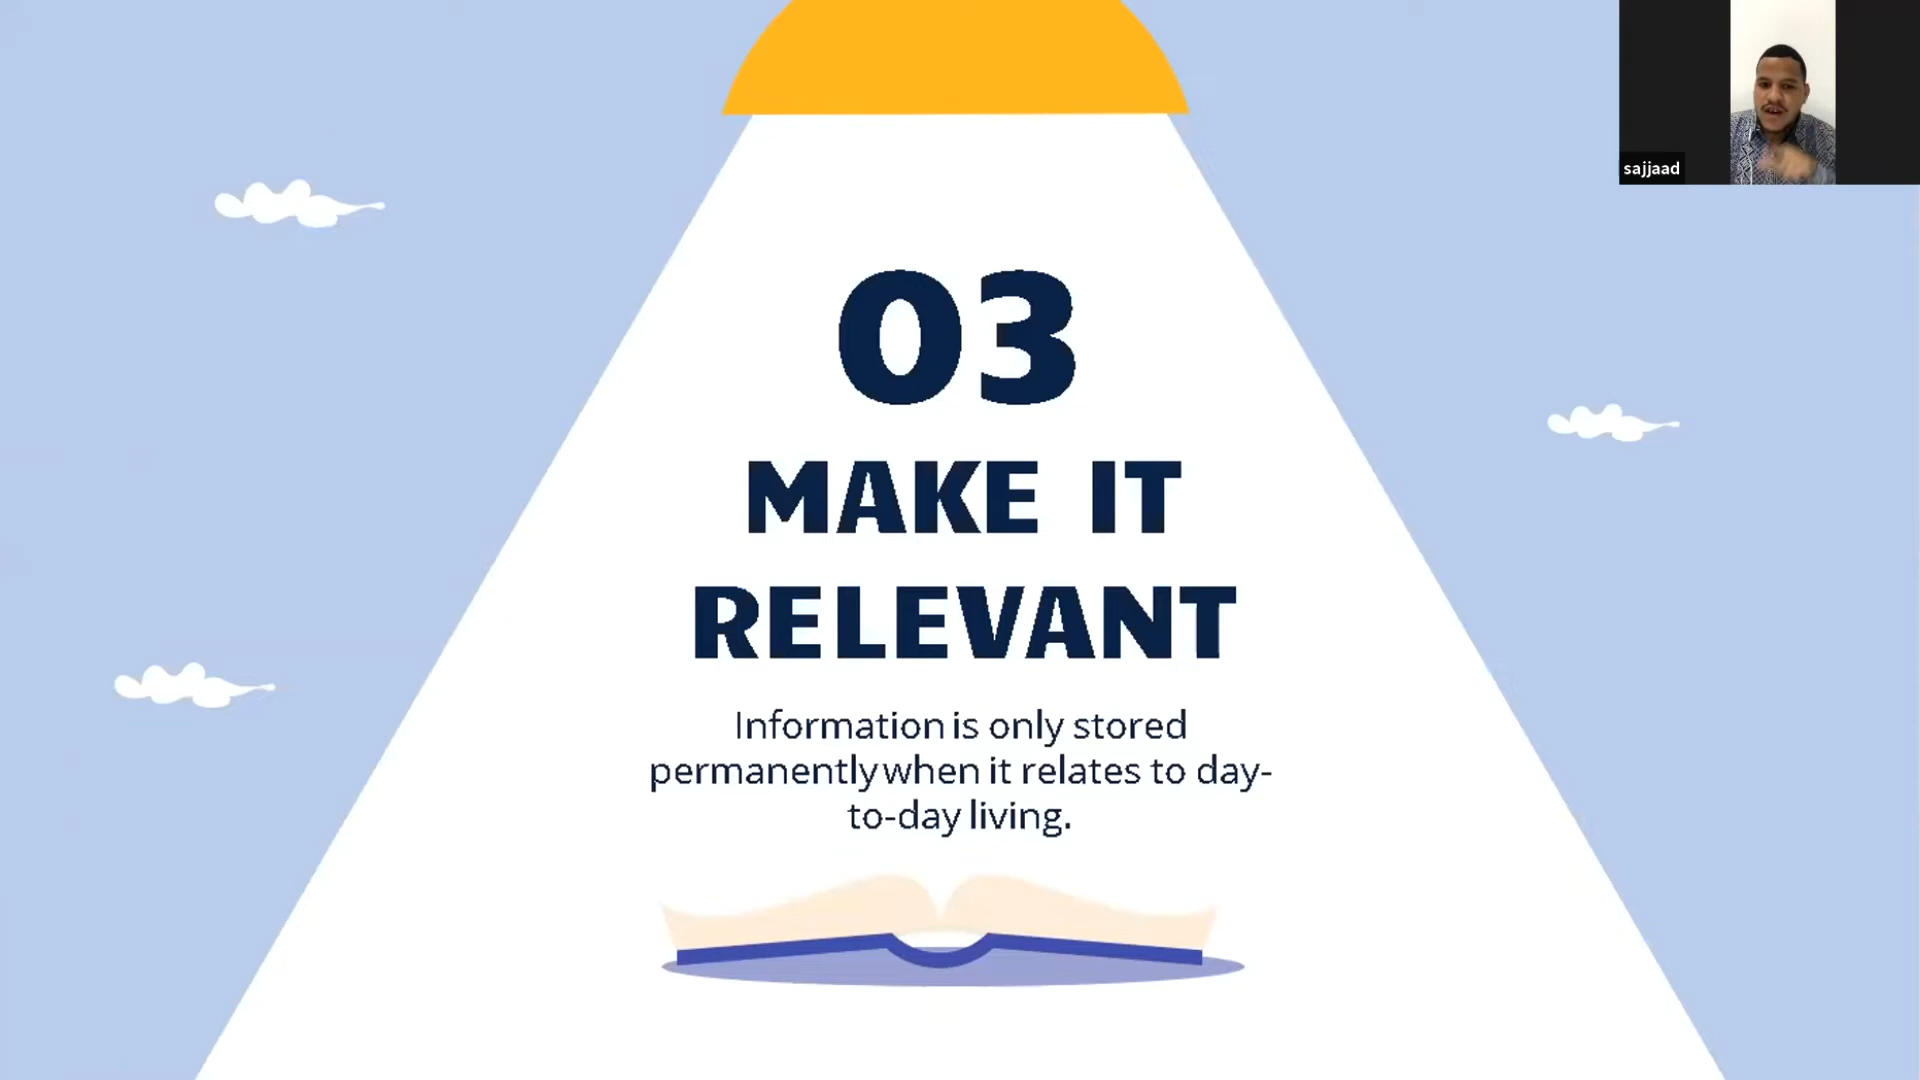 sajjaad
03
MAKE IT
RELEVANT
Information is only stored
permanently when it relates to day-
to-day living.